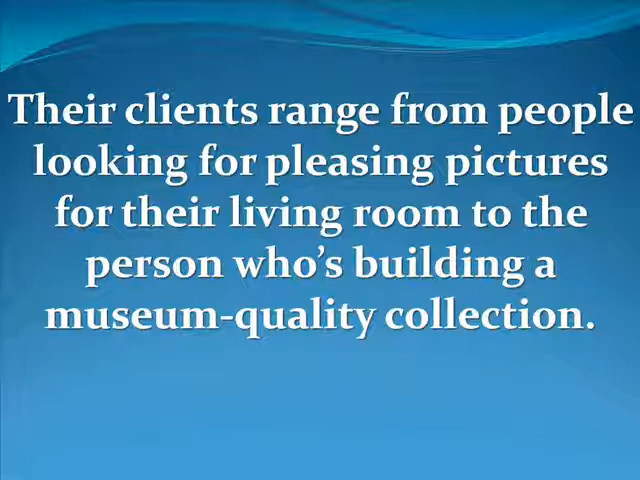 Their clients range from people
looking for pleasing pictures
for their living room to the
person who’s building a
museum-quality collection.